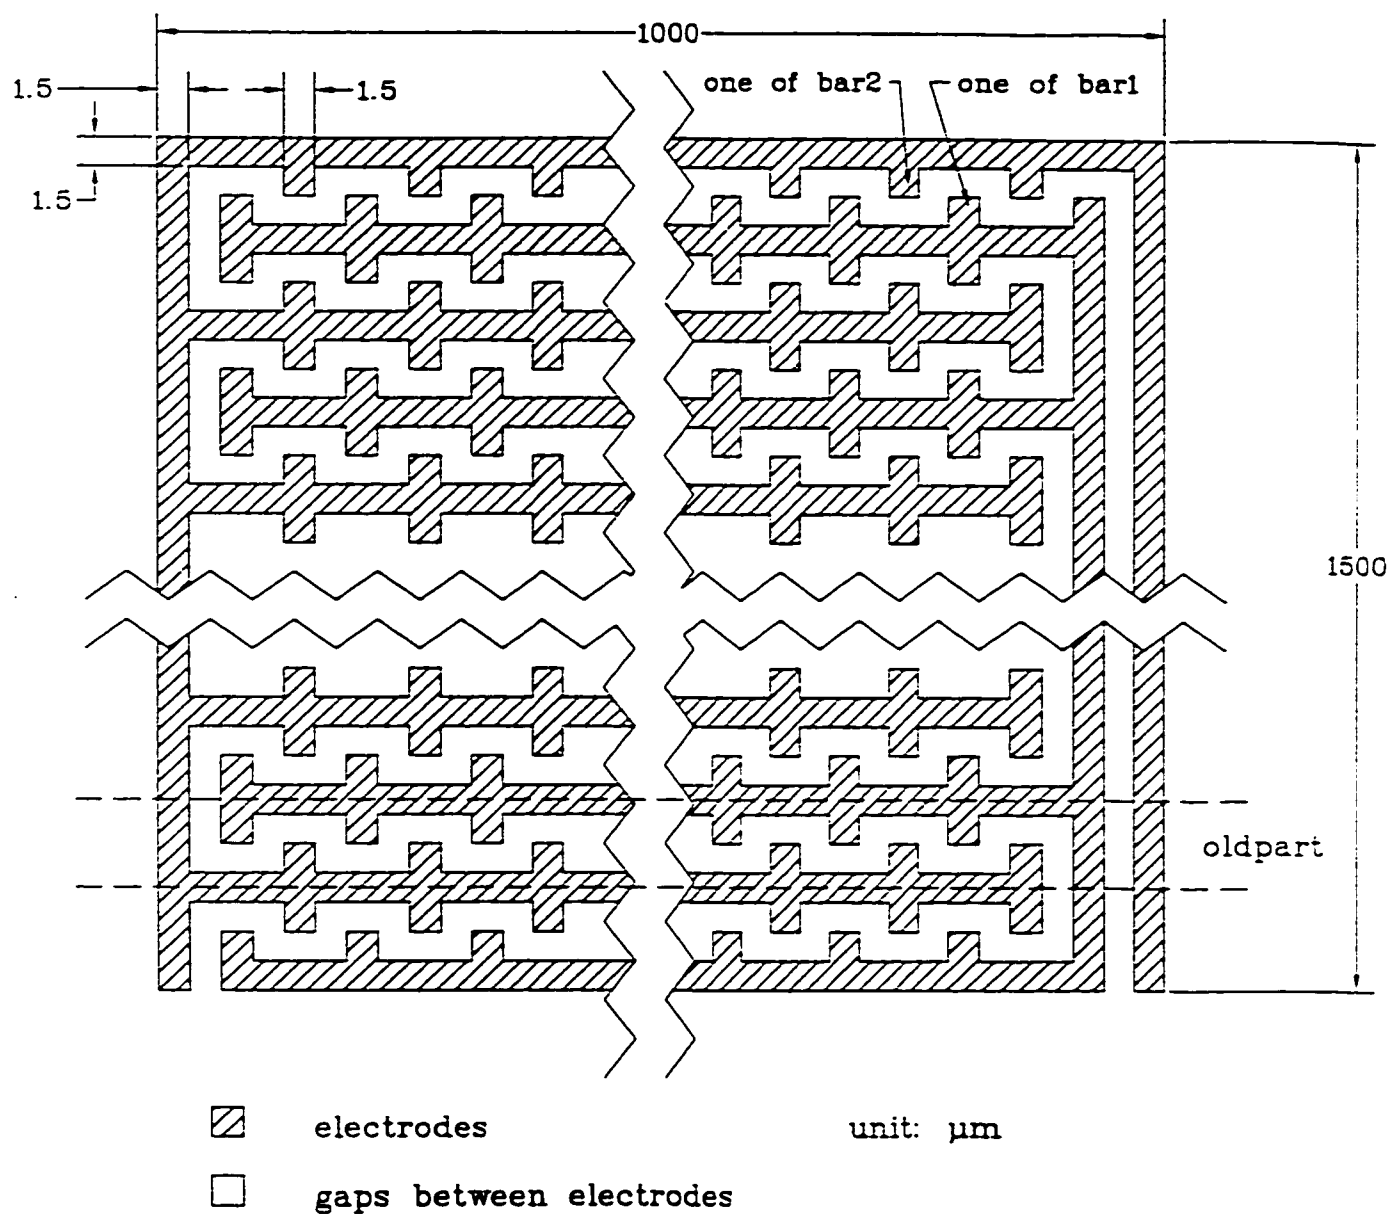 1000
1.5
1.5
one of bar2
one of bar1
1.5
1500
oldpart
electrodes
unit: µm
gaps between electrodes